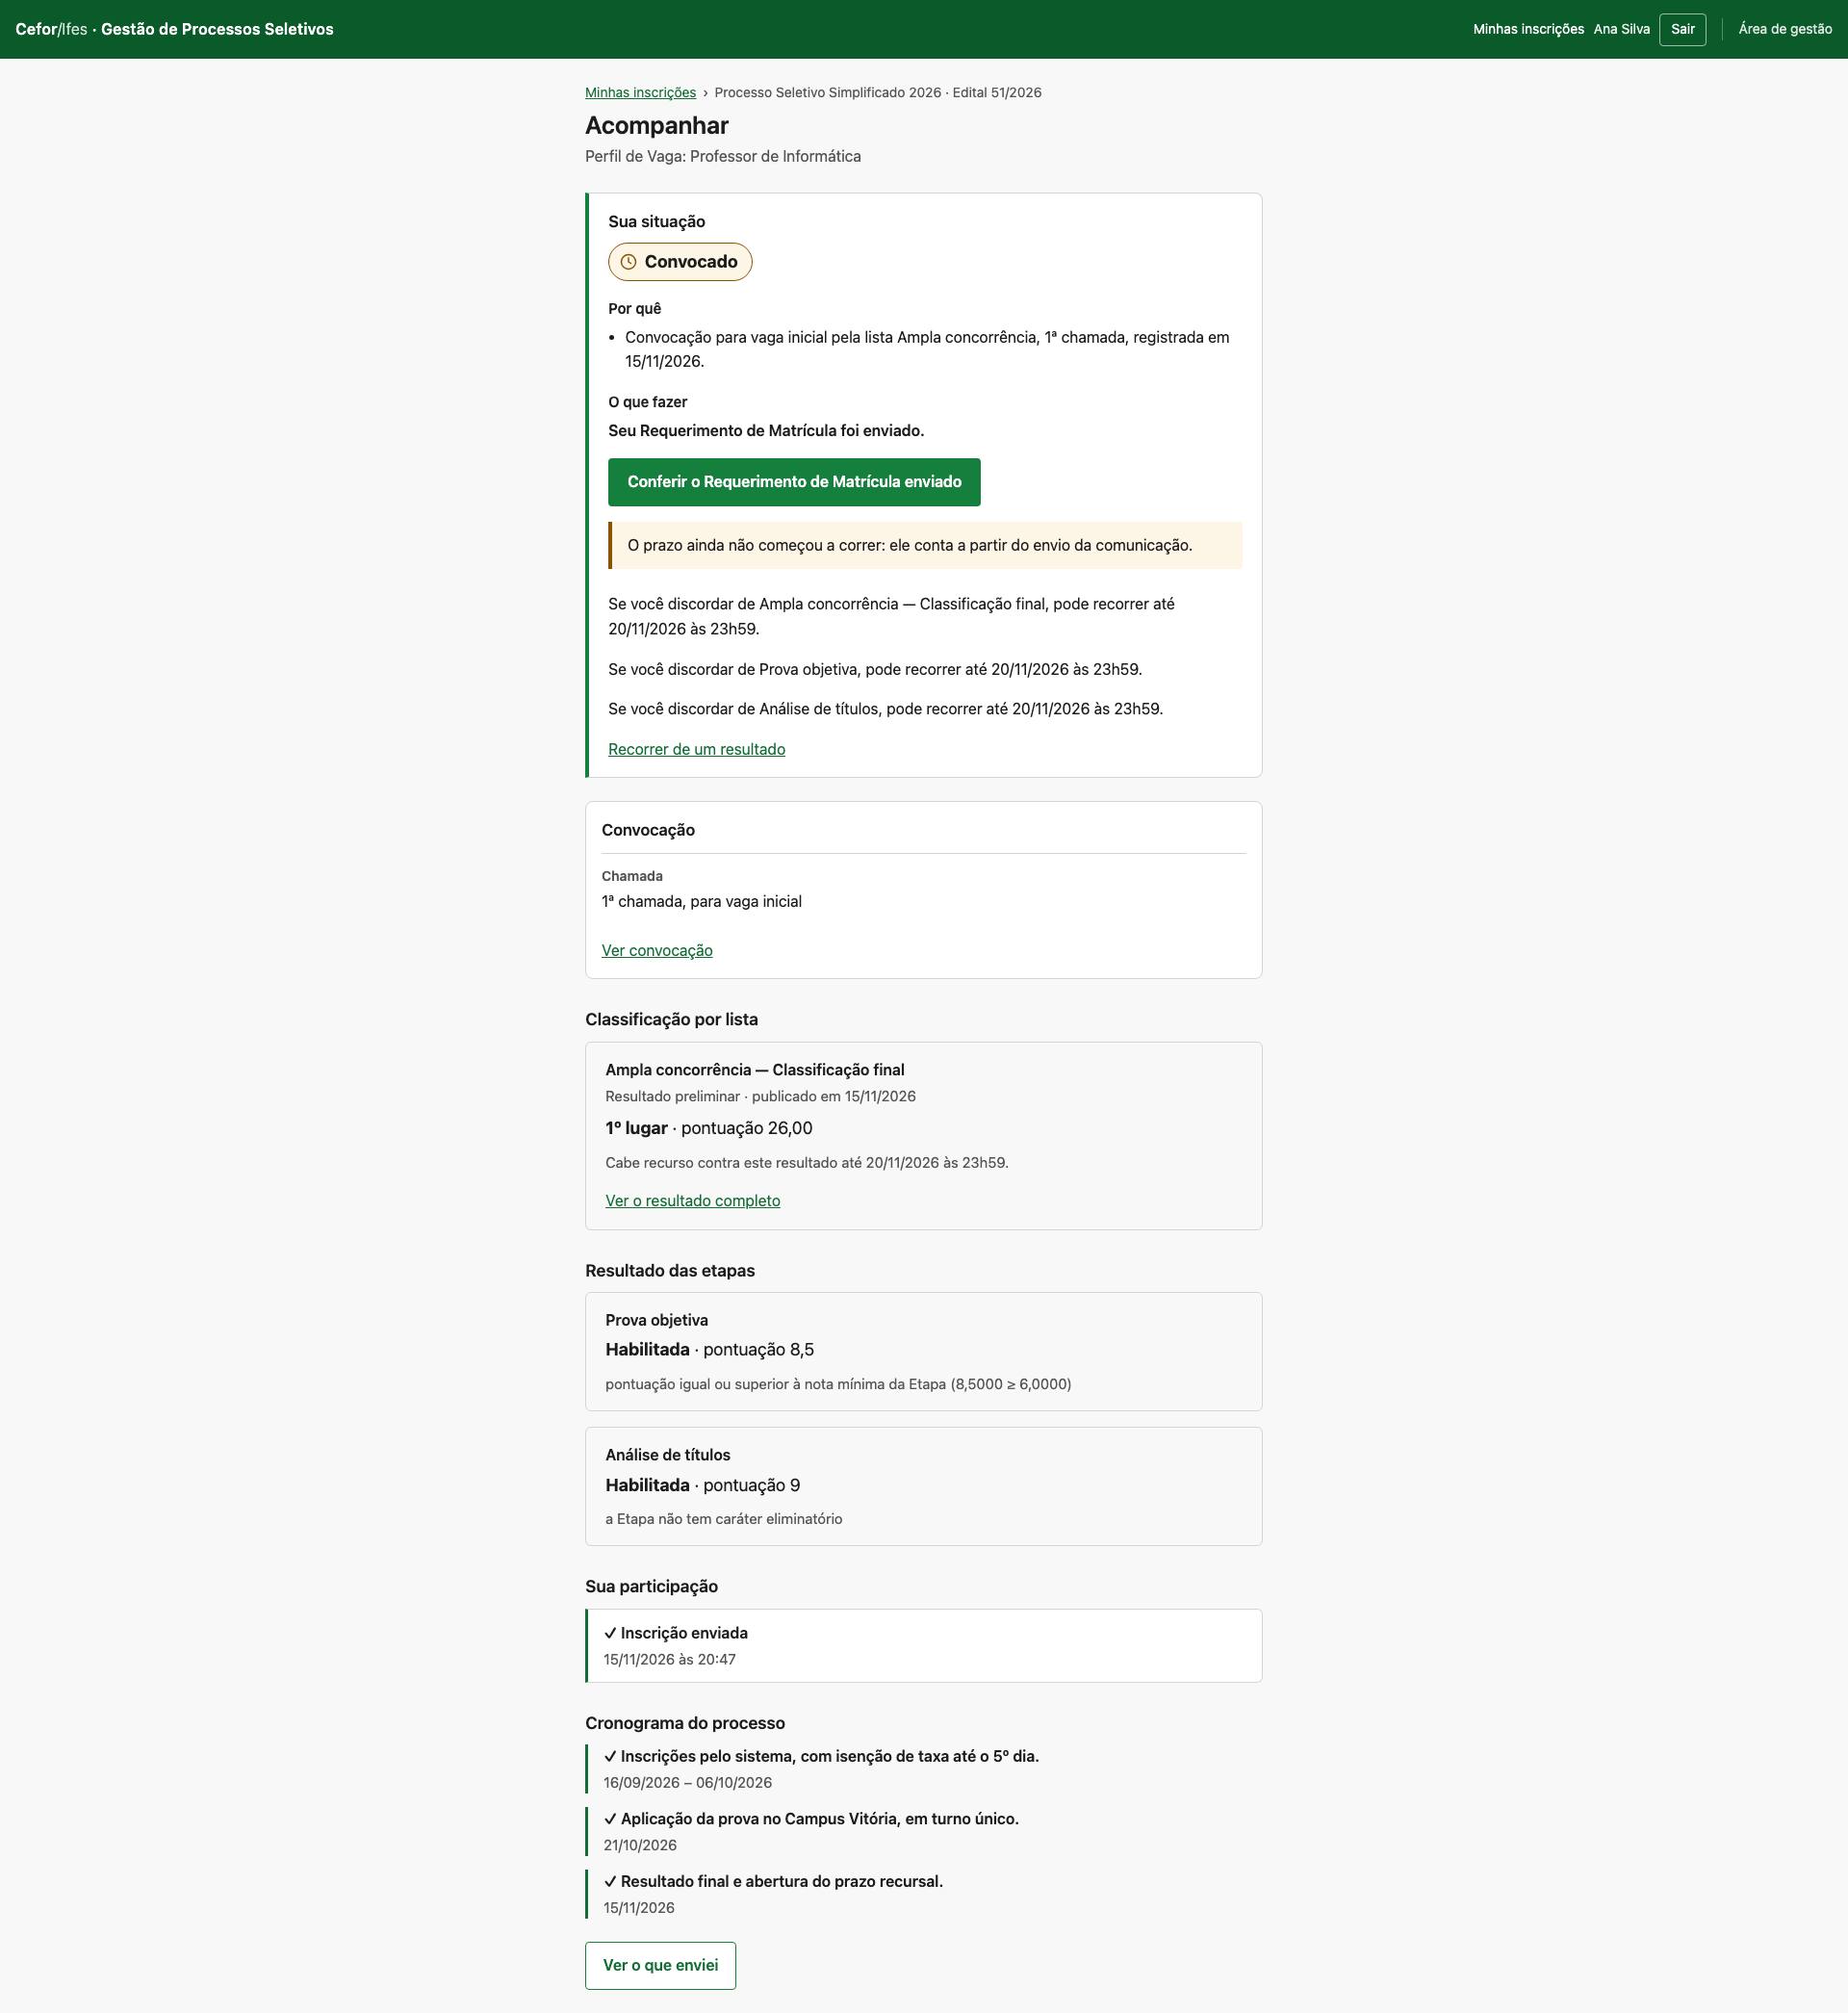 Cefor/Ifes · Gestão de Processos Seletivos
Minhas inscrições Ana Silva Sair Área de gestão
Minhas inscrições › Processo Seletivo Simplificado 2026 · Edital 51/2026
Acompanhar
Perfil de Vaga: Professor de Informática
Sua situação
Convocado
Por quê
• Convocação para vaga inicial pela lista Ampla concorrência, 1ª chamada, registrada em
15/11/2026.
O que fazer
Seu Requerimento de Matrícula foi enviado.
Conferir o Requerimento de Matrícula enviado
O prazo ainda não começou a correr: ele conta a partir do envio da comunicação.
Se você discordar de Ampla concorrência — Classificação final, pode recorrer até
20/11/2026 às 23h59.
Se você discordar de Prova objetiva, pode recorrer até 20/11/2026 às 23h59.
Se você discordar de Análise de títulos, pode recorrer até 20/11/2026 às 23h59.
Recorrer de um resultado
Convocação
Chamada
1ª chamada, para vaga inicial
Ver convocação
Classificação por lista
Ampla concorrência — Classificação final
Resultado preliminar · publicado em 15/11/2026
1º lugar · pontuação 26,00
Cabe recurso contra este resultado até 20/11/2026 às 23h59.
Ver o resultado completo
Resultado das etapas
Prova objetiva
Habilitada · pontuação 8,5
pontuação igual ou superior à nota mínima da Etapa (8,5000 ≥ 6,0000)
Análise de títulos
Habilitada · pontuação 9
a Etapa não tem caráter eliminatório
Sua participação
✓ Inscrição enviada
15/11/2026 às 20:47
Cronograma do processo
✓ Inscrições pelo sistema, com isenção de taxa até o 5º dia.
16/09/2026 – 06/10/2026
✓ Aplicação da prova no Campus Vitória, em turno único.
21/10/2026
✓ Resultado final e abertura do prazo recursal.
15/11/2026
Ver o que enviei